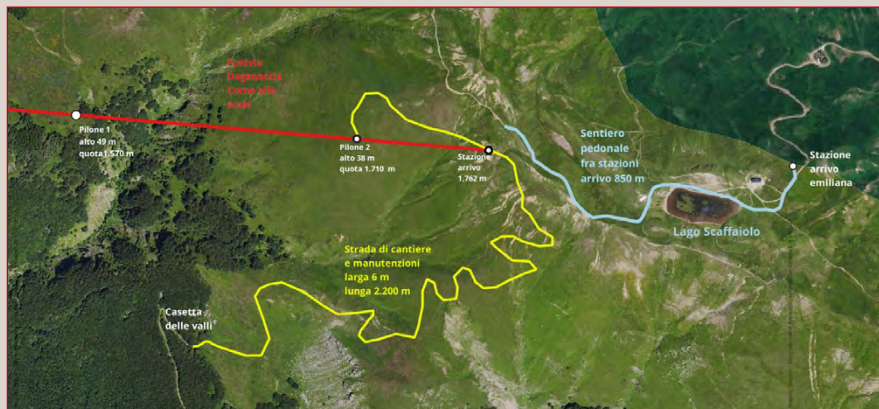 Funivia
Doganaccia
Corno alle
scale
Pilone 1
alto 49 m
quota 1.570 m
Pilone 2
alto 38 m
quota 1.710 m
Stazione
arrivo
1.762 m
Sentiero
pedonale
fra stazioni
arrivo 850 m
Stazione
arrivo
emiliana
Lago Scaffaiolo
Strada di cantiere
e manutenzioni
larga 6 m
lunga 2.200 m
Casetta
delle valli